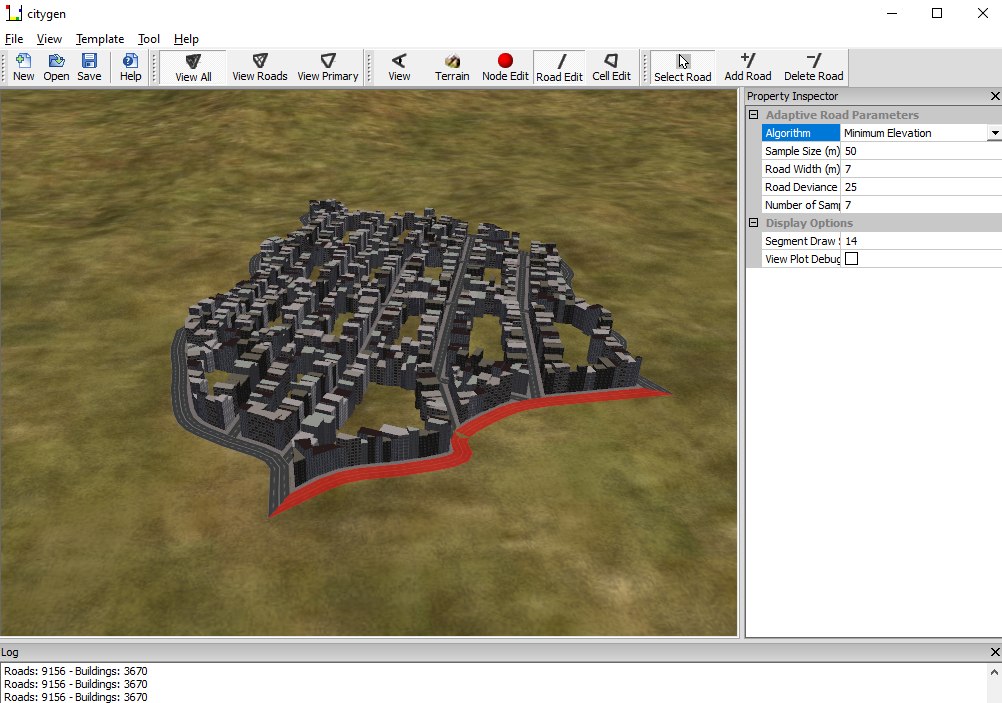 citygen
File View Template Tool Help
New Open Save Help View All View Roads View Primary View Terrain Node Edit Road Edit Cell Edit Select Road Add Road Delete Road
Property Inspector
Adaptive Road Parameters
Algorithm Minimum Elevation
Sample Size (m) 50
Road Width (m) 7
Road Deviance 25
Number of Samp 7
Display Options
Segment Draw 14
View Plot Debug
Log
Roads: 9156 - Buildings: 3670
Roads: 9156 - Buildings: 3670
Roads: 9156 - Buildings: 3670